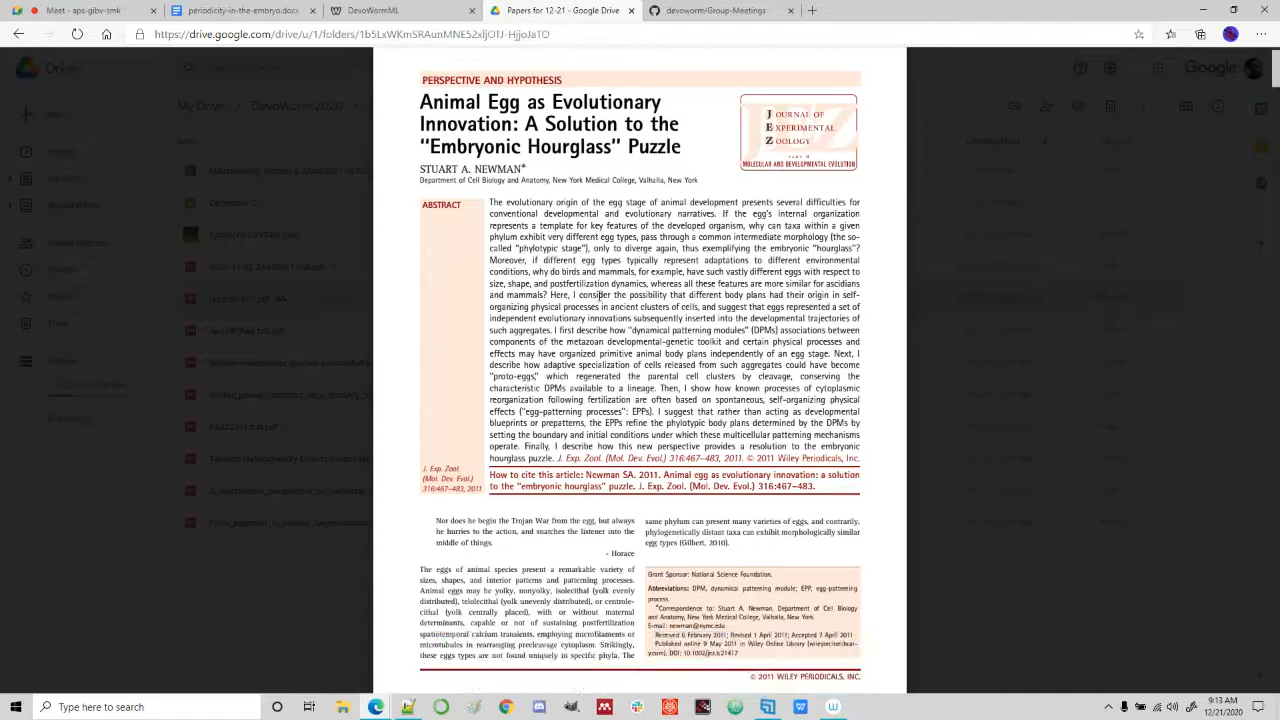 Meet - wbu-wtui-mfm
DevoWormML
Papers for 12-21 - Google Drive
devoworm/DevoZoo: DevoZoo
https://drive.google.com/drive/u/1/folders/
Drive
Google
My Drive
PERSPECTIVE AND HYPOTHESIS
Animal Egg as Evolutionary
Innovation: A Solution to the
"Embryonic Hourglass" Puzzle
JOURNAL OF
EXPERIMENTAL
ZOOLOGY
PART B
MOLECULAR AND DEVELOPMENTAL EVOLUTION
STUART A. NEWMAN*
Department of Cell Biology and Anatomy, New York Medical College, Valhalla, New York
ABSTRACT
The evolutionary origin of the egg stage of animal development presents several difficulties for
conventional developmental and evolutionary narratives. If the egg's internal organization
represents a template for key features of the developed organism, why can taxa within a given
phylum exhibit very different egg types, pass through a common intermediate morphology (the so-
called "phylotypic stage"), only to diverge again, thus exemplifying the embryonic "hourglass"?
Moreover, if different egg types typically represent adaptations to different environmental
conditions, why do birds and mammals, for example, have such vastly different eggs with respect to
size, shape, and postfertilization dynamics, whereas all these features are more similar for ascidians
and mammals? Here, I consider the possibility that different body plans had their origin in self-
organizing physical processes in ancient clusters of cells, and suggest that eggs represented a set of
independent evolutionary innovations subsequently inserted into the developmental trajectories of
such aggregates. I first describe how "dynamical patterning modules" (DPMs) associations between
components of the metazoan developmental-genetic toolkit and certain physical processes and
effects may have organized primitive animal body plans independently of an egg stage. Next, I
describe how adaptive specialization of cells released from such aggregates could have become
"proto-eggs," which regenerated the parental cell clusters by cleavage, conserving the
characteristic DPMs available to a lineage. Then, I show how known processes of cytoplasmic
reorganization following fertilization are often based on spontaneous, self-organizing physical
effects ("egg-patterning processes": EPPs). I suggest that rather than acting as developmental
blueprints or prepatterns, the EPPs refine the phylotypic body plans determined by the DPMs by
setting the boundary and initial conditions under which these multicellular patterning mechanisms
operate. Finally, I describe how this new perspective provides a resolution to the embryonic
hourglass puzzle. J. Exp. Zool. (Mol. Dev. Evol.) 316:467–483, 2011. © 2011 Wiley Periodicals, Inc.
J. Exp. Zool.
(Mol. Dev. Evol.)
316:467–483, 2011
How to cite this article: Newman SA. 2011. Animal egg as evolutionary innovation: a solution
to the "embryonic hourglass" puzzle. J. Exp. Zool. (Mol. Dev. Evol.) 316:467–483.
Nor does he begin the Trojan War from the egg, but always
he hurries to the action, and snatches the listener into the
middle of things.
– Horace
The eggs of animal species present a remarkable variety of
sizes, shapes, and interior patterns and patterning processes.
Animal eggs may be yolky, nonyolky, isolecithal (yolk evenly
distributed), telolecithal (yolk unevenly distributed), or centrole-
cithal (yolk centrally placed), with or without maternal
determinants, capable or not of sustaining postfertilization
spatiotemporal calcium transients, employing microfilaments or
microtubules in rearranging precleavage cytoplasm. Strikingly,
these eggs types are not found uniquely in specific phyla. The
same phylum can present many varieties of eggs, and contrarily,
phylogenetically distant taxa can exhibit morphologically similar
egg types (Gilbert, 2010).
Grant Sponsor: National Science Foundation.
Abbreviations: DPM, dynamical patterning module; EPP, egg-patterning
process.
*Correspondence to: Stuart A. Newman, Department of Cell Biology
and Anatomy, New York Medical College, Valhalla, New York
E-mail: newman@nymc.edu
Received 6 February 2011; Revised 1 April 2011; Accepted 7 April 2011
Published online 9 May 2011 in Wiley Online Library (wileyonlinelibrar-
y.com). DOI: 10.1002/jez.b.21417
© 2011 WILEY PERIODICALS, INC.
Type here to search
9:13 AM
12/21/2020